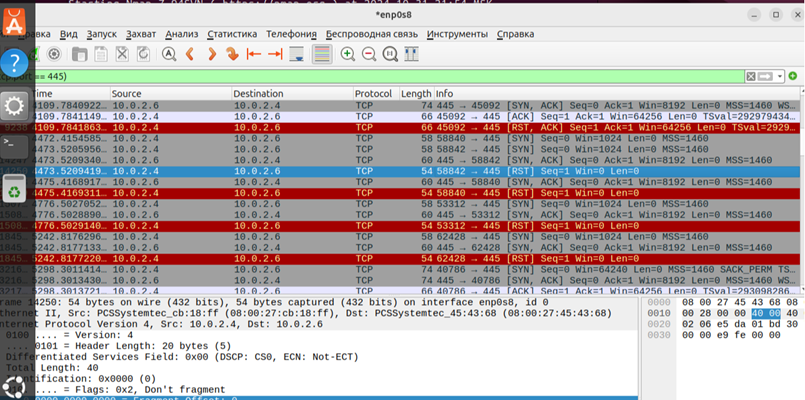 *enp0s8
Вид Запуск Захват Анализ Статистика Телефония Беспроводная связь Инструменты Справка
== 445)
Time Source Destination Protocol Length Info
4109.7840922… 10.0.2.6 10.0.2.4 TCP 74 445 → 45092 [SYN, ACK] Seq=0 Ack=1 Win=8192 Len=0 MSS=1460 WS…
4109.7841149… 10.0.2.4 10.0.2.6 TCP 66 45092 → 445 [ACK] Seq=1 Ack=1 Win=64256 Len=0 TSval=292979434…
4109.7841863… 10.0.2.4 10.0.2.6 TCP 66 45092 → 445 [RST, ACK] Seq=1 Ack=1 Win=64256 Len=0 TSval=2929…
4472.4154585… 10.0.2.4 10.0.2.6 TCP 58 58840 → 445 [SYN] Seq=0 Win=1024 Len=0 MSS=1460
4473.5205956… 10.0.2.4 10.0.2.6 TCP 58 58842 → 445 [SYN] Seq=0 Win=1024 Len=0 MSS=1460
4473.5209340… 10.0.2.6 10.0.2.4 TCP 60 445 → 58842 [SYN, ACK] Seq=0 Ack=1 Win=8192 Len=0 MSS=1460
4473.5209419… 10.0.2.4 10.0.2.6 TCP 54 58842 → 445 [RST] Seq=1 Win=0 Len=0
4475.4168917… 10.0.2.6 10.0.2.4 TCP 60 445 → 58840 [SYN, ACK] Seq=0 Ack=1 Win=8192 Len=0 MSS=1460
4475.4169311… 10.0.2.4 10.0.2.6 TCP 54 58840 → 445 [RST] Seq=1 Win=0 Len=0
4776.5027052… 10.0.2.4 10.0.2.6 TCP 58 53312 → 445 [SYN] Seq=0 Win=1024 Len=0 MSS=1460
4776.5028890… 10.0.2.6 10.0.2.4 TCP 60 445 → 53312 [SYN, ACK] Seq=0 Ack=1 Win=8192 Len=0 MSS=1460
4776.5029140… 10.0.2.4 10.0.2.6 TCP 54 53312 → 445 [RST] Seq=1 Win=0 Len=0
5242.8176296… 10.0.2.4 10.0.2.6 TCP 58 62428 → 445 [SYN] Seq=0 Win=1024 Len=0 MSS=1460
5242.8177133… 10.0.2.6 10.0.2.4 TCP 60 445 → 62428 [SYN, ACK] Seq=0 Ack=1 Win=8192 Len=0 MSS=1460
5242.8177220… 10.0.2.4 10.0.2.6 TCP 54 62428 → 445 [RST] Seq=1 Win=0 Len=0
5298.3011414… 10.0.2.4 10.0.2.6 TCP 74 40786 → 445 [SYN] Seq=0 Win=64240 Len=0 MSS=1460 SACK_PERM TS…
5298.3013430… 10.0.2.6 10.0.2.4 TCP 74 445 → 40786 [SYN, ACK] Seq=0 Ack=1 Win=8192 Len=0 MSS=1460 WS…
5298.3013721… 10.0.2.4 10.0.2.6 TCP 66 40786 → 445 [ACK] Seq=1 Ack=1 Win=64256 Len=0
rame 14250: 54 bytes on wire (432 bits), 54 bytes captured (432 bits) on interface enp0s8, id 0
thernet II, Src: PCSSystemtec_cb:18:ff (08:00:27:cb:18:ff), Dst: PCSSystemtec_45:43:68 (08:00:27:45:43:68)
nternet Protocol Version 4, Src: 10.0.2.4, Dst: 10.0.2.6
0100 .... = Version: 4
.... 0101 = Header Length: 20 bytes (5)
Differentiated Services Field: 0x00 (DSCP: CS0, ECN: Not-ECT)
Total Length: 40
Identification: 0x0000 (0)
.... = Flags: 0x2, Don't fragment
0000 08 00 27 45 43 68 08
0010 00 28 00 00 40 00 40
0020 02 06 e5 da 01 bd 30
0030 00 00 e9 fe 00 00